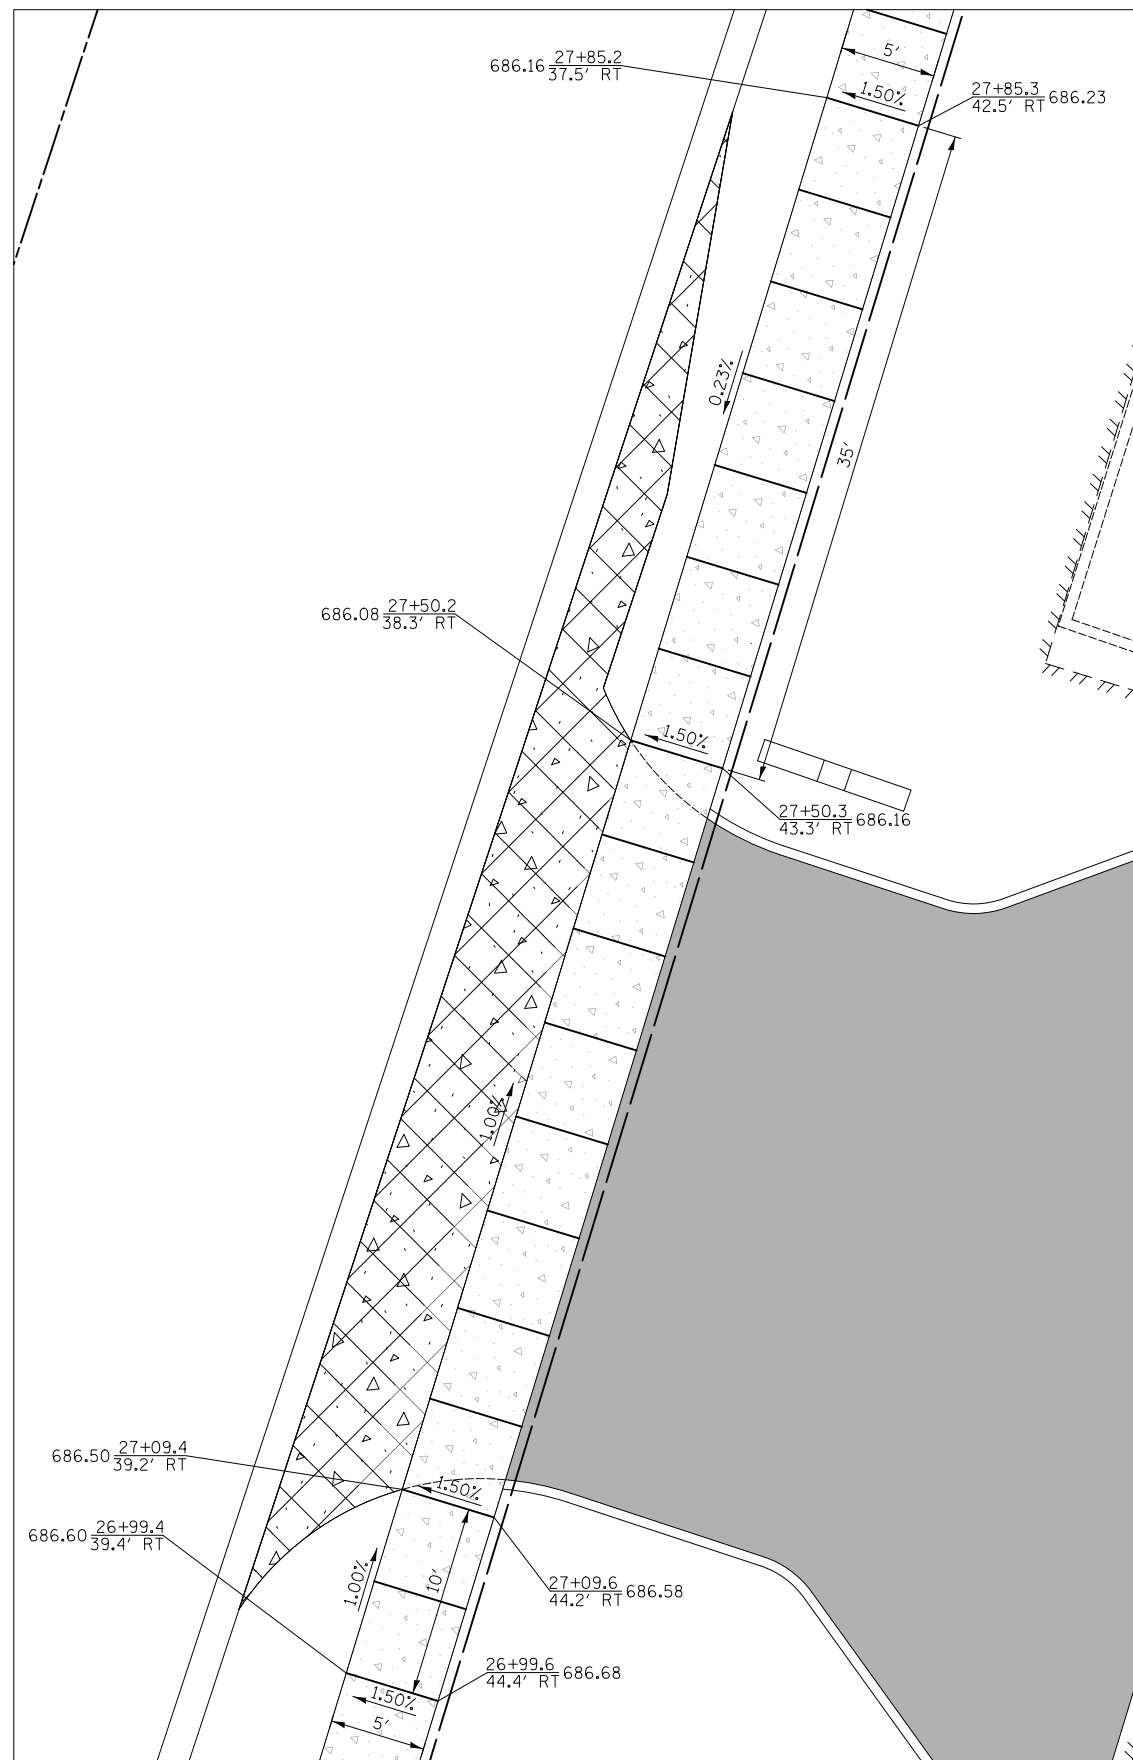 5'
686.16 27+85.2
37.5' RT
1.50%
27+85.3 686.23
42.5' RT
0.23%
35'
686.08 27+50.2
38.3' RT
1.50%
27+50.3 686.16
43.3' RT
1.00%
686.50 27+09.4
39.2' RT
1.50%
686.60 26+99.4
39.4' RT
1.00%
10'
27+09.6 686.58
44.2' RT
26+99.6 686.68
44.4' RT
1.50%
5'